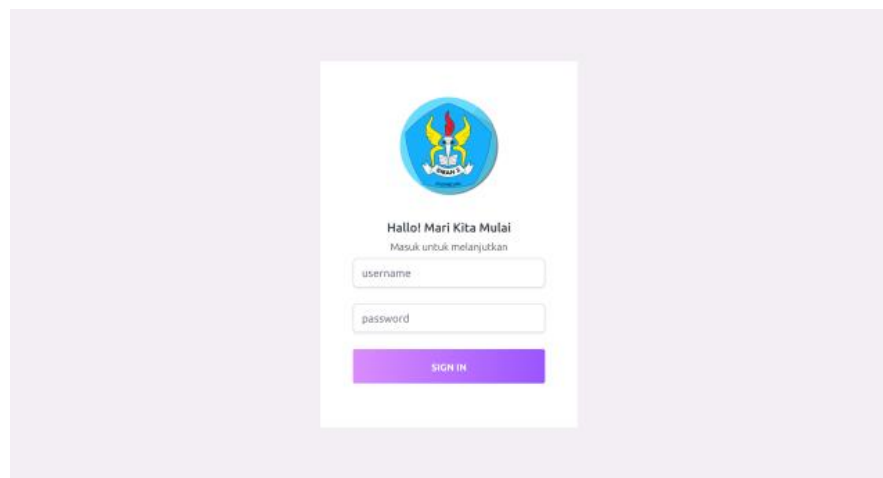 Hallo! Mari Kita Mulai
Masuk untuk melanjutkan
username
password
SIGN IN